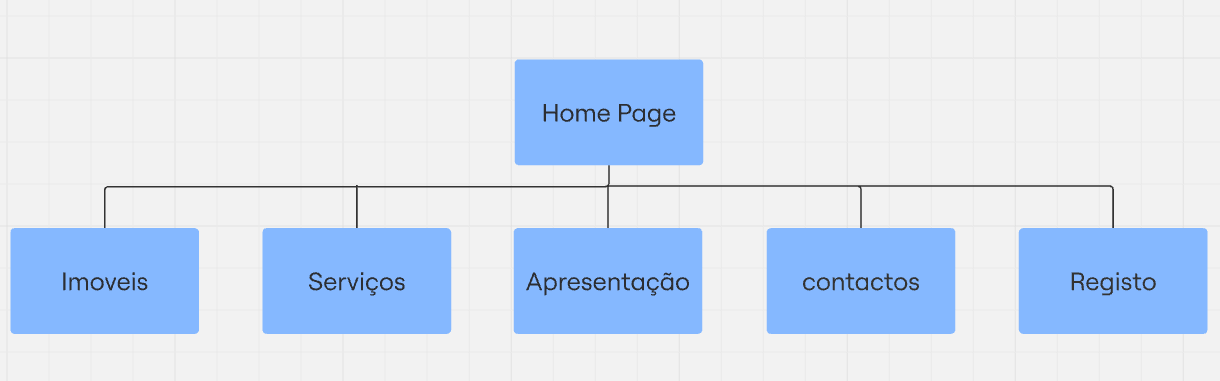 Home Page
Imoveis
Serviços
Apresentação
contactos
Registo